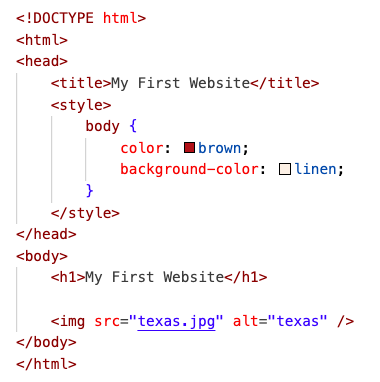 <!DOCTYPE html>
<html>
<head>
<title>My First Website</title>
<style>
body {
color: brown;
background-color: linen;
}
</style>
</head>
<body>
<h1>My First Website</h1>
<img src="texas.jpg" alt="texas" />
</body>
</html>